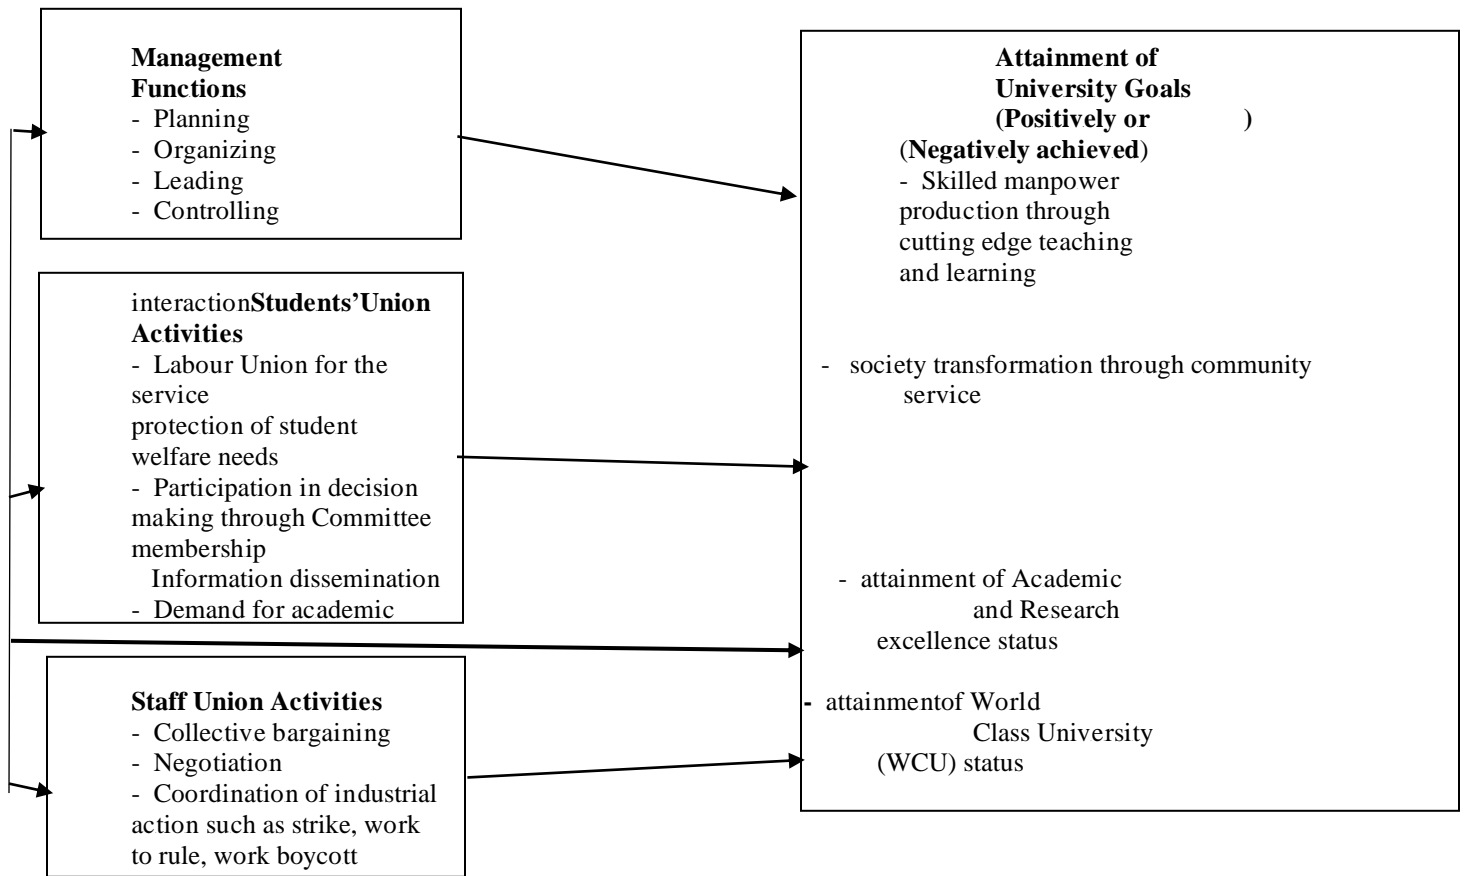 Management
Functions
- Planning
- Organizing
- Leading
- Controlling
interactionStudents’Union
Activities
- Labour Union for the
service
protection of student
welfare needs
- Participation in decision
making through Committee
membership
Information dissemination
- Demand for academic
Staff Union Activities
- Collective bargaining
- Negotiation
- Coordination of industrial
action such as strike, work
to rule, work boycott
Attainment of
University Goals
(Positively or )
(Negatively achieved)
- Skilled manpower
production through
cutting edge teaching
and learning
- society transformation through community
service
- attainment of Academic
and Research
excellence status
- attainmentof World
Class University
(WCU) status